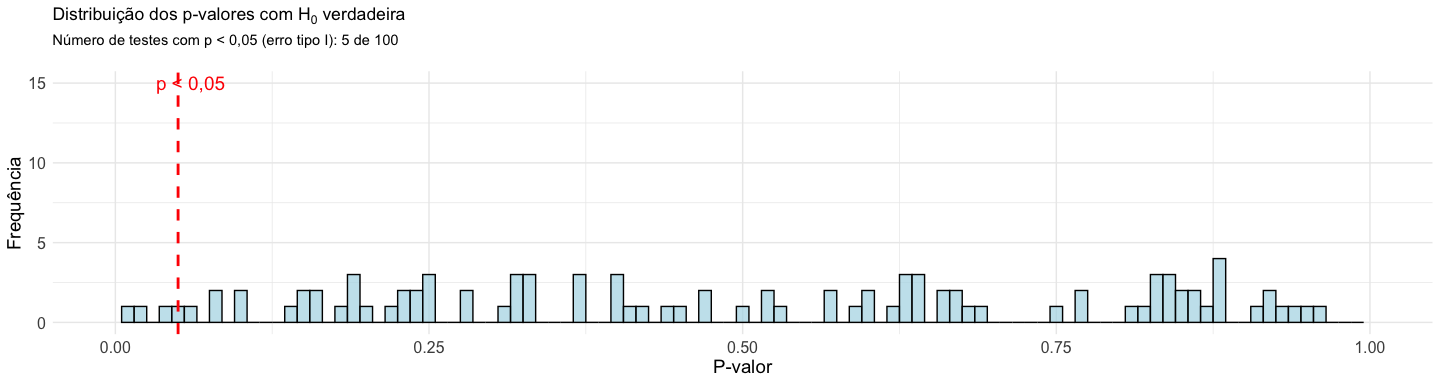 Distribuição dos p-valores com H₀ verdadeira
Número de testes com p < 0,05 (erro tipo I): 5 de 100
p < 0,05
15
10
5
0
Frequência
0.00 0.25 0.50 0.75 1.00
P-valor